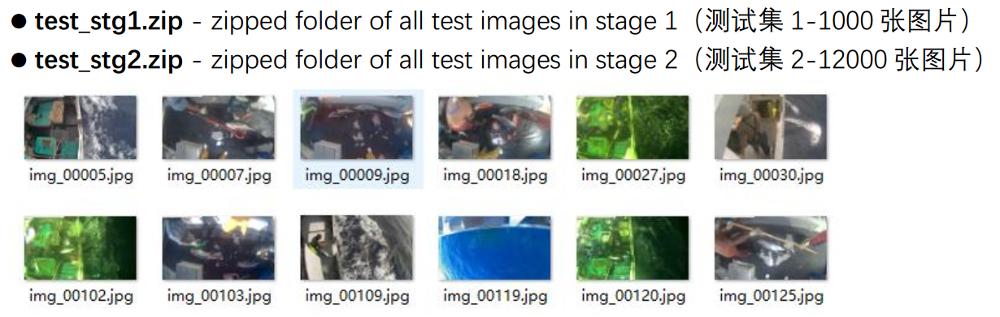 ● test_stg1.zip - zipped folder of all test images in stage 1（测试集 1-1000 张图片）
● test_stg2.zip - zipped folder of all test images in stage 2（测试集 2-12000 张图片）
img_00005.jpg img_00007.jpg img_00009.jpg img_00018.jpg img_00027.jpg img_00030.jpg
img_00102.jpg img_00103.jpg img_00109.jpg img_00119.jpg img_00120.jpg img_00125.jpg